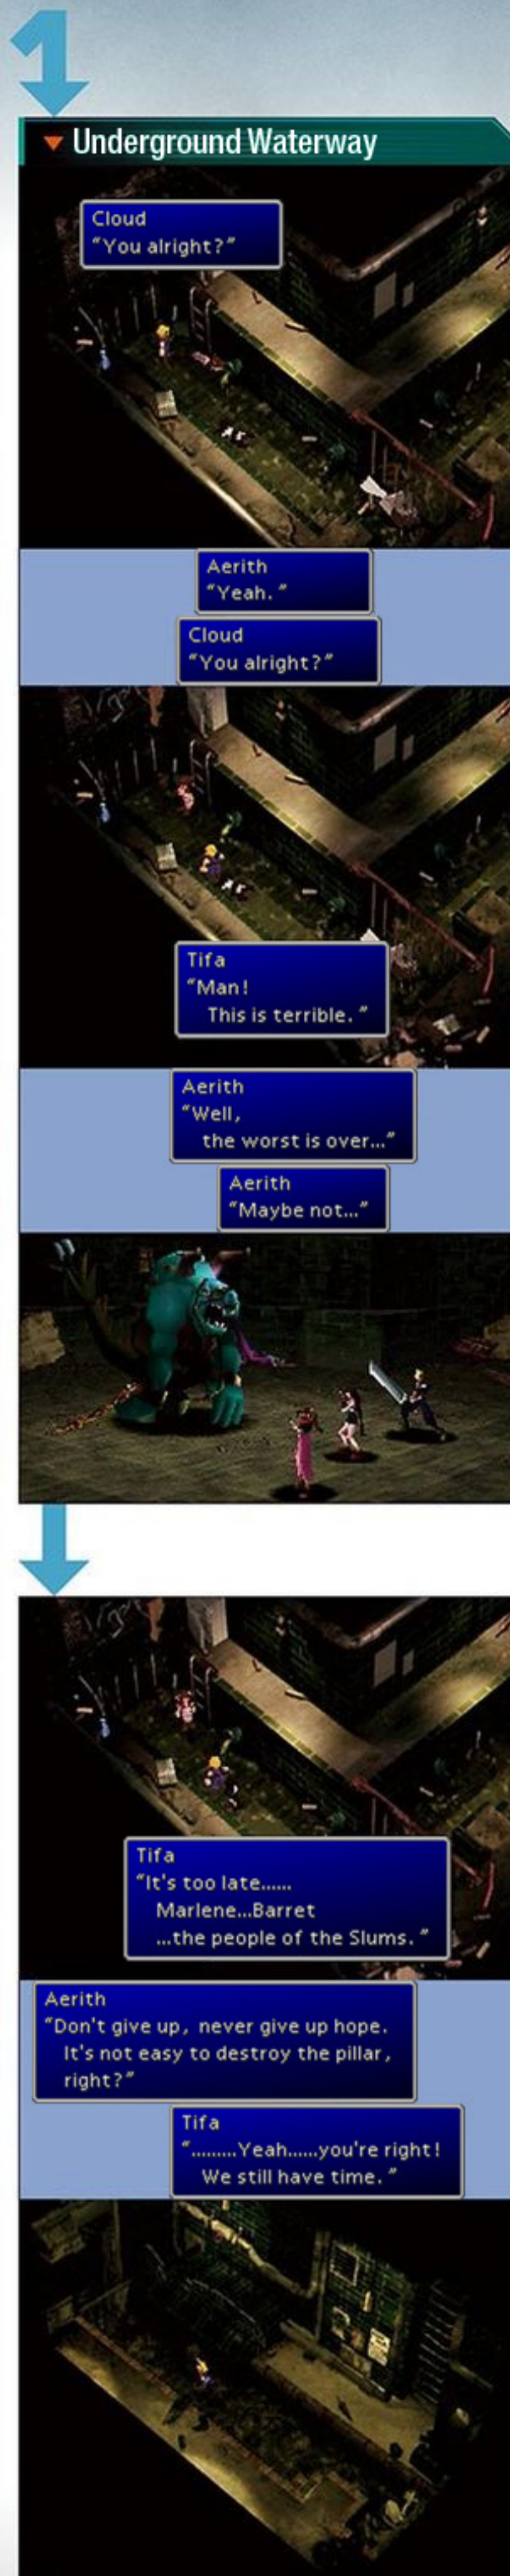 1
Underground Waterway
Cloud
“You alright?”
Aerith
“Yeah.”
Cloud
“You alright?”
Tifa
“Man!
This is terrible.”
Aerith
“Well,
the worst is over...”
Aerith
“Maybe not...”
Tifa
“It's too late......
Marlene...Barret
...the people of the Slums.”
Aerith
“Don't give up, never give up hope.
It's not easy to destroy the pillar,
right?”
Tifa
“.........Yeah......you're right!
We still have time.”